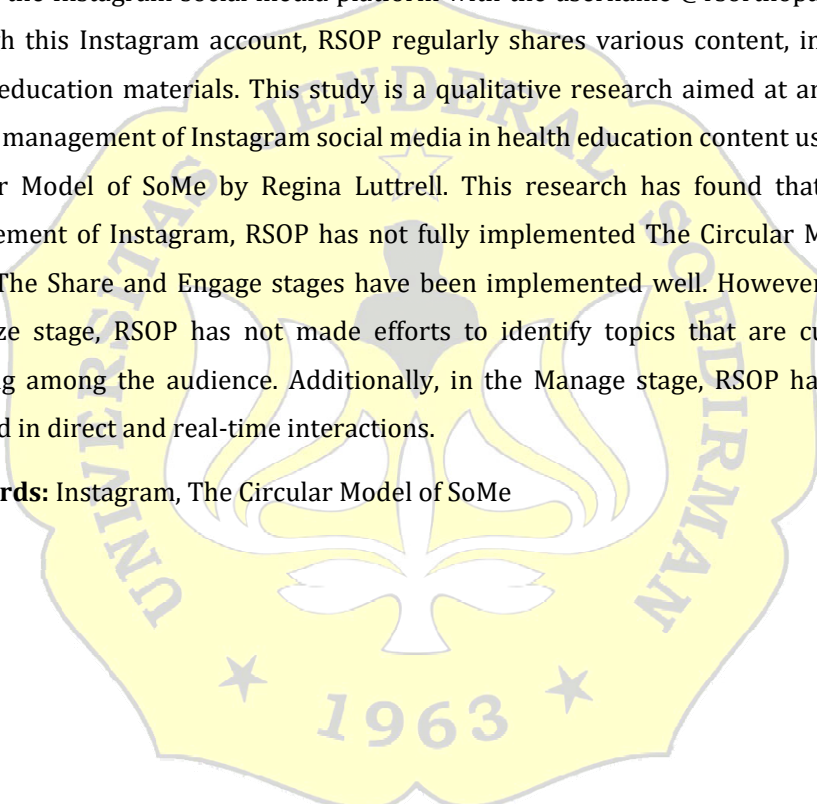 the Instagram social media platform with the username
h this Instagram account, RSOP regularly shares various content, in
education materials. This study is a qualitative research aimed at an
management of Instagram social media in health education content us
r Model of SoMe by Regina Luttrell. This research has found that
ement of Instagram, RSOP has not fully implemented The Circular M
The Share and Engage stages have been implemented well. However
ze stage, RSOP has not made efforts to identify topics that are cu
g among the audience. Additionally, in the Manage stage, RSOP ha
d in direct and real-time interactions.
rds: Instagram, The Circular Model of SoMe
UNIVERSITAS JENDERAL SOEDIRMAN
1963